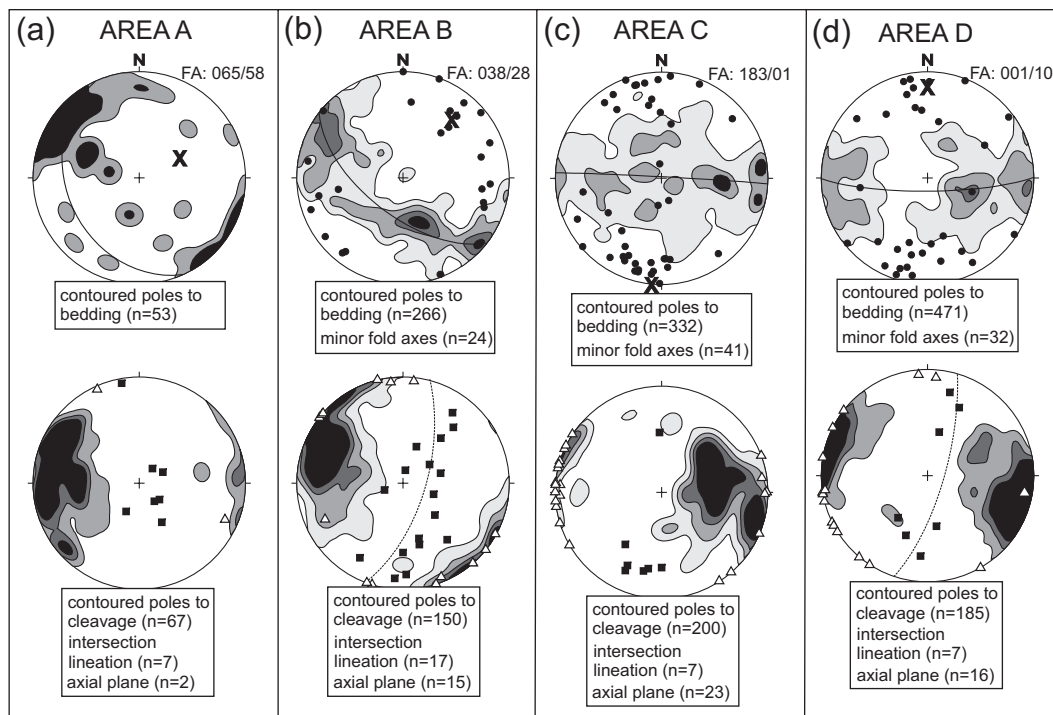 (a) AREA A
N
FA: 065/58
X
contoured poles to
bedding (n=53)
contoured poles to
cleavage (n=67)
intersection
lineation (n=7)
axial plane (n=2)
(b) AREA B
N
FA: 038/28
X
contoured poles to
bedding (n=266)
minor fold axes (n=24)
contoured poles to
cleavage (n=150)
intersection
lineation (n=17)
axial plane (n=15)
(c) AREA C
N
FA: 183/01
X
contoured poles to
bedding (n=332)
minor fold axes (n=41)
contoured poles to
cleavage (n=200)
intersection
lineation (n=7)
axial plane (n=23)
(d) AREA D
N
FA: 001/10
X
contoured poles to
bedding (n=471)
minor fold axes (n=32)
contoured poles to
cleavage (n=185)
intersection
lineation (n=7)
axial plane (n=16)